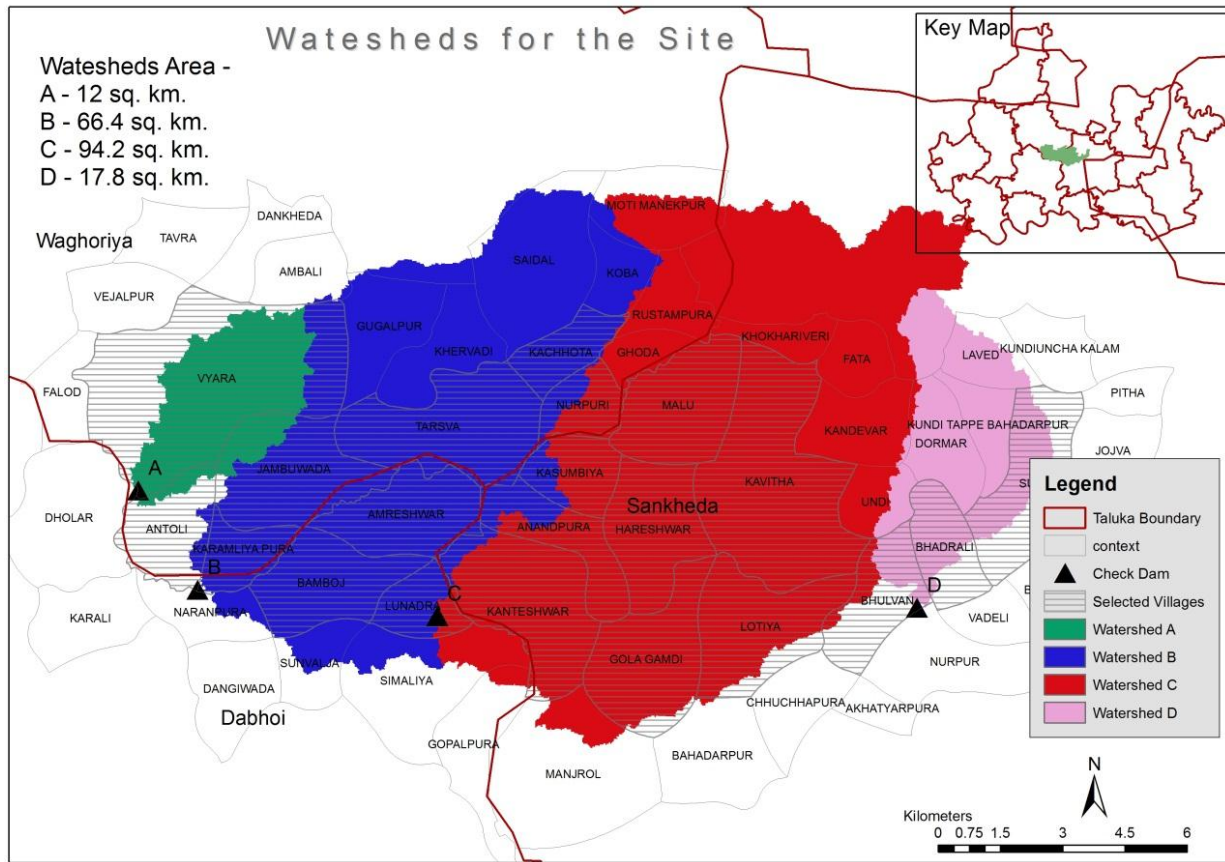 Watesheds for the Site
Key Map
Watesheds Area -
A - 12 sq. km.
B - 66.4 sq. km.
C - 94.2 sq. km.
D - 17.8 sq. km.
DANKHEDA
MOTI MANEKPUR
TAVRA
Waghoriya
SAIDAL
AMBALI
KOBA
VEJALPUR
RUSTAMPURA
GUGALPUR
KHOKHARIVERI
KUNDIUNCHA KALAM
KACHHOTA
GHODA
LAVED
KHERVADI
FATA
VYARA
FALOD
PITHA
NURPURI
MALU
TARSVA
KUNDI TAPPE BAHADARPUR
KANDEVAR
DORMAR
JOJVA
A
JAMBUWADA
KASUMBIYA
KAVITHA
Sankheda
UNDI
DHOLAR
AMRESHWAR
ANTOLI
ANANDPURA
HARESHWAR
KARAMLIYA PURA
BHADRALI
B
BAMBOJ
C
D
LUNADRA
KANTESHWAR
BHULVAN
NARANPURA
KARALI
LOTIYA
VADELI
GOLA GAMDI
NURPUR
SUNVALJA
SIMALIYA
DANGIWADA
CHHUCHHAPURA
AKHATYARPURA
Dabhoi
GOPALPURA
BAHADARPUR
MANJROL
Legend
Taluka Boundary
context
Check Dam
Selected Villages
Watershed A
Watershed B
Watershed C
Watershed D
N
Kilometers
0 0.75 1.5 3 4.5 6